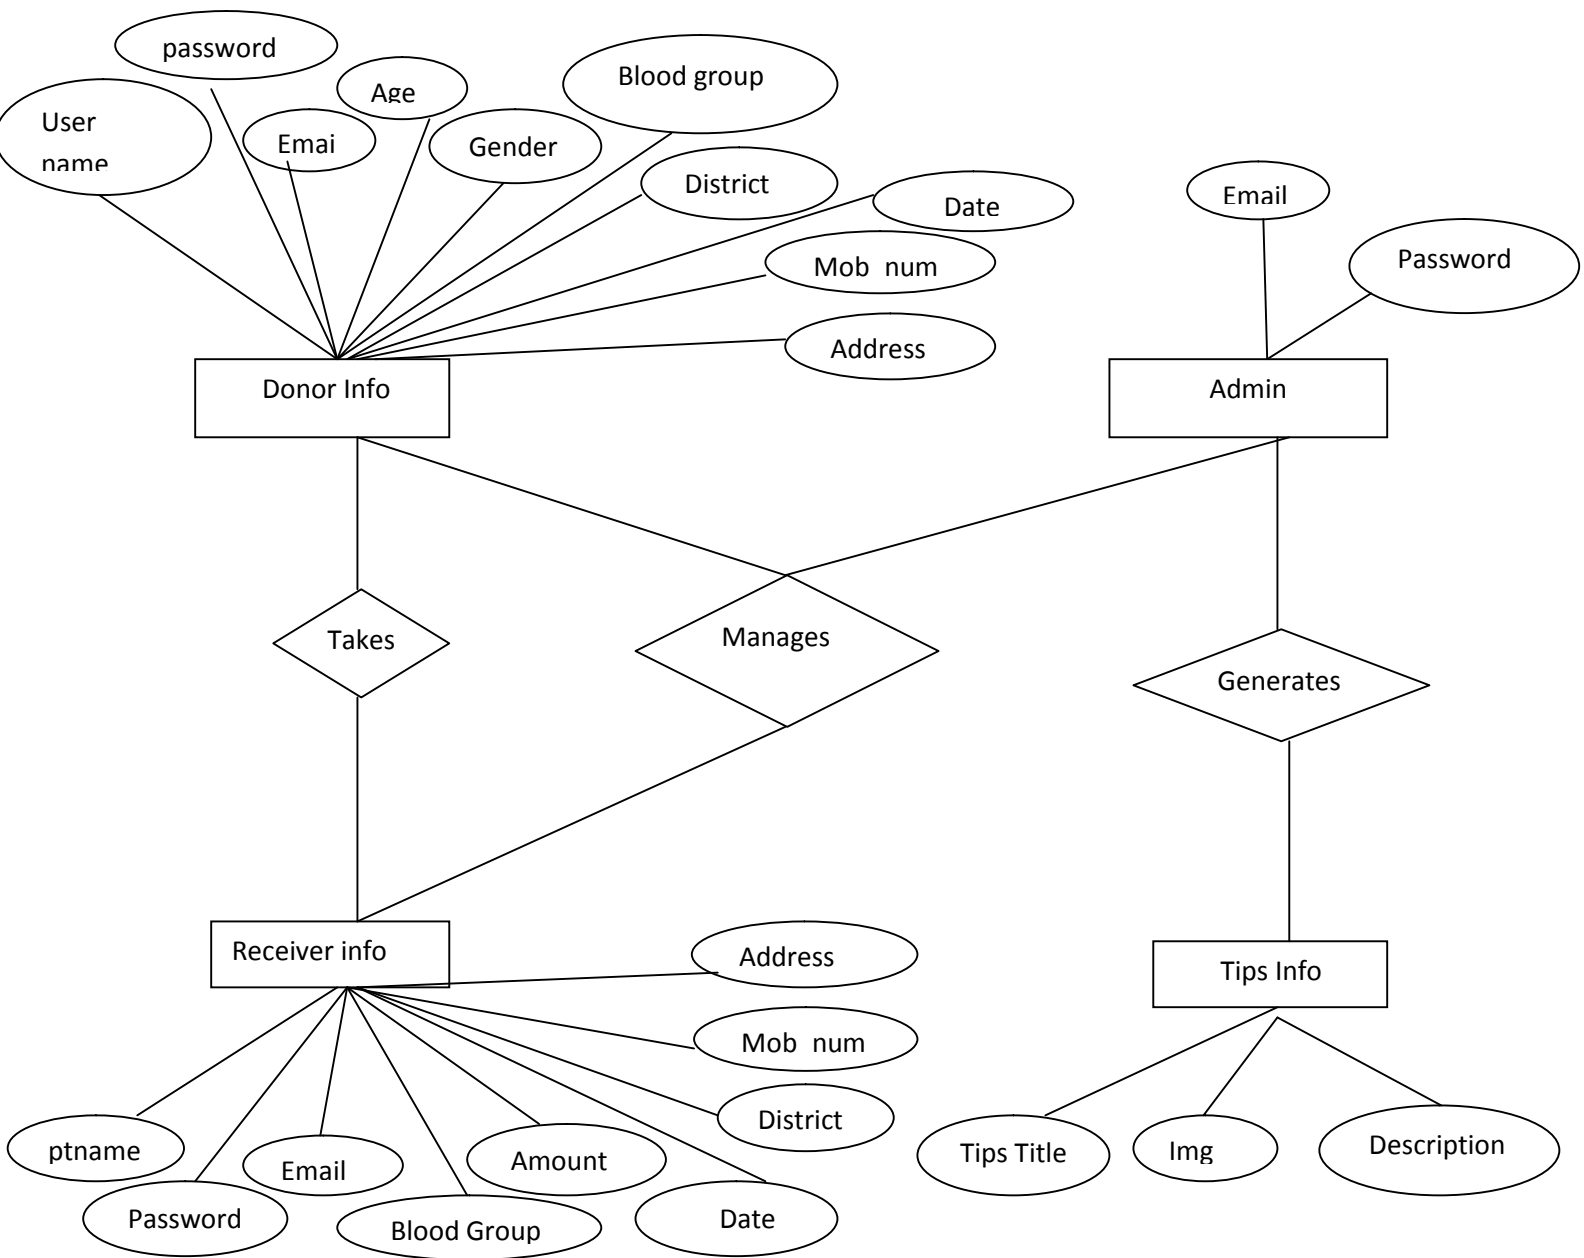 password
Age
Blood group
User
name
Emai
Gender
District
Date
Email
Mob num
Password
Address
Donor Info
Admin
Takes
Manages
Generates
Receiver info
Address
Tips Info
Mob num
District
ptname
Email
Amount
Tips Title
Img
Description
Password
Blood Group
Date